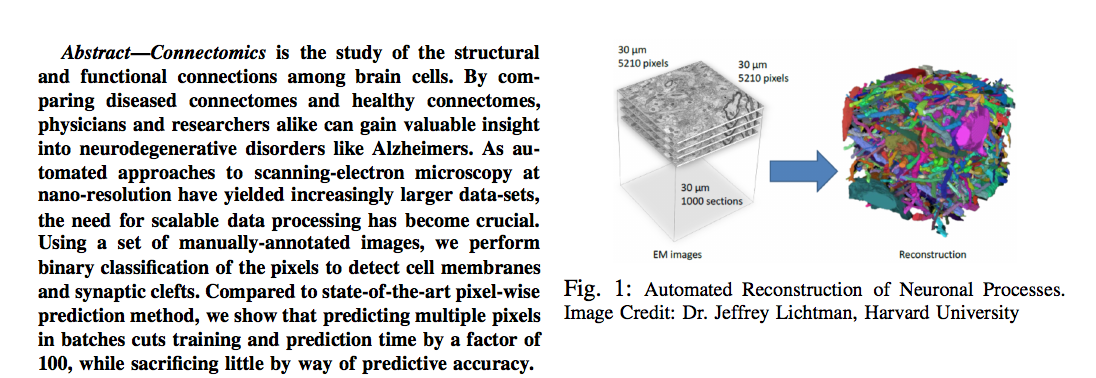 Abstract—Connectomics is the study of the structural
and functional connections among brain cells. By com-
paring diseased connectomes and healthy connectomes,
physicians and researchers alike can gain valuable insight
into neurodegenerative disorders like Alzheimers. As au-
tomated approaches to scanning-electron microscopy at
nano-resolution have yielded increasingly larger data-sets,
the need for scalable data processing has become crucial.
Using a set of manually-annotated images, we perform
binary classification of the pixels to detect cell membranes
and synaptic clefts. Compared to state-of-the-art pixel-wise
prediction method, we show that predicting multiple pixels
in batches cuts training and prediction time by a factor of
100, while sacrificing little by way of predictive accuracy.
30 µm
5210 pixels
30 µm
5210 pixels
30 µm
1000 sections
EM images
Reconstruction
Fig. 1: Automated Reconstruction of Neuronal Processes.
Image Credit: Dr. Jeffrey Lichtman, Harvard University